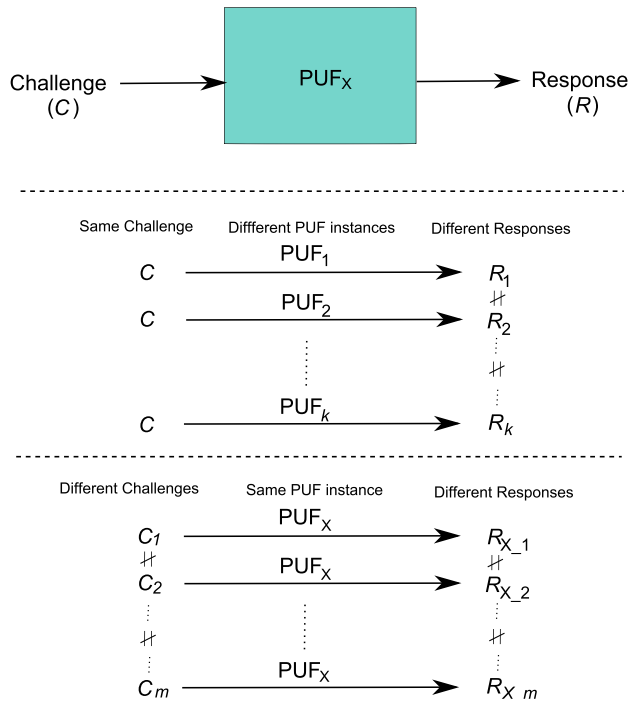 Challenge PUFX Response
(C) (R)
Same Challenge Diffferent PUF instances Different Responses
C PUF1 R1
≠
C PUF2 R2
≠
C PUFk Rk
Different Challenges Same PUF instance Different Responses
C1 PUFX RX_1
≠ ≠
C2 PUFX RX_2
≠ ≠
Cm PUFX RX m